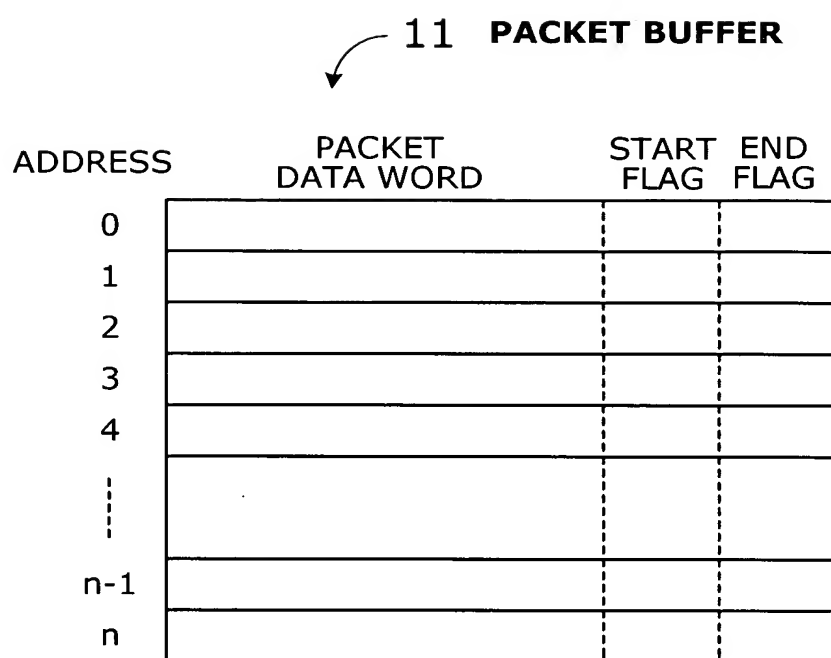 11 PACKET BUFFER
ADDRESS
PACKET
DATA WORD
START
FLAG
END
FLAG
0
1
2
3
4
n-1
n